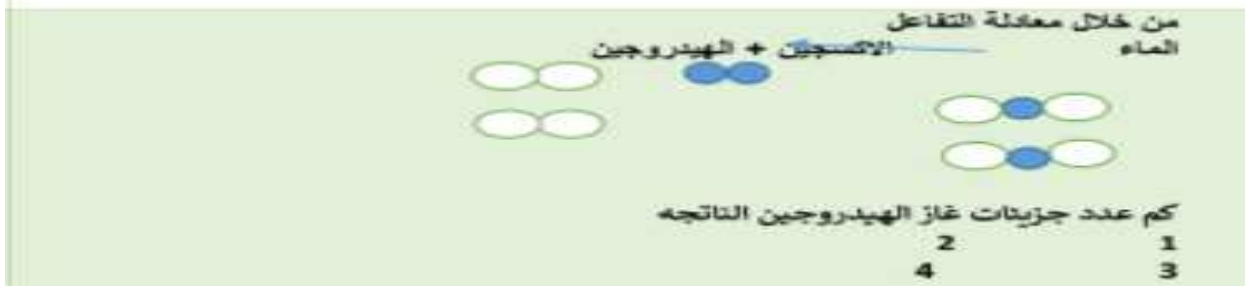 من خلال معادلة التفاعل
الماء الاكسجين + الهيدروجين
كم عدد جزيئات غاز الهيدروجين الناتجه
1 2
3 4